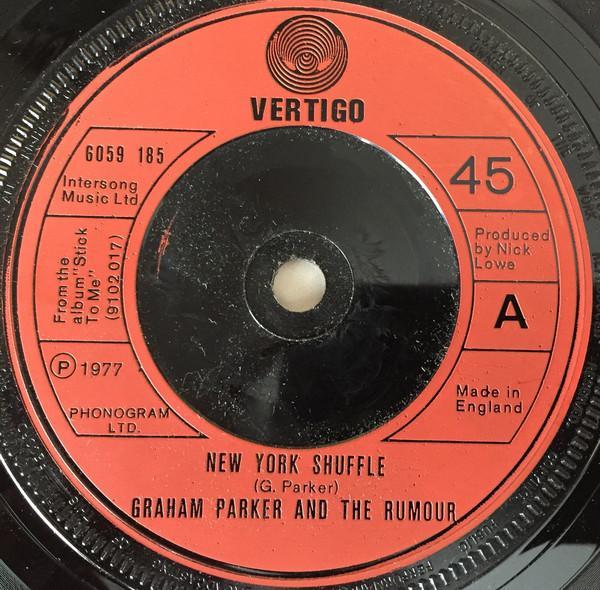 VERTIGO
6059 185
Intersong
Music Ltd
From the
album "Stick
To Me"
(9102 017)
Ⓟ 1977
PHONOGRAM
LTD.
45
Produced
by Nick
Lowe
A
Made in
England
NEW YORK SHUFFLE
(G. Parker)
GRAHAM PARKER AND THE RUMOUR